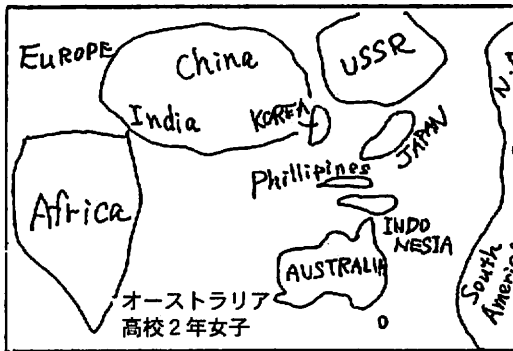 EUROPE
China
USSR
N.A
India
KOREA
JAPAN
Phillipines
Africa
INDO
NESIA
AUSTRALIA
South
America
オーストラリア
高校2年女子